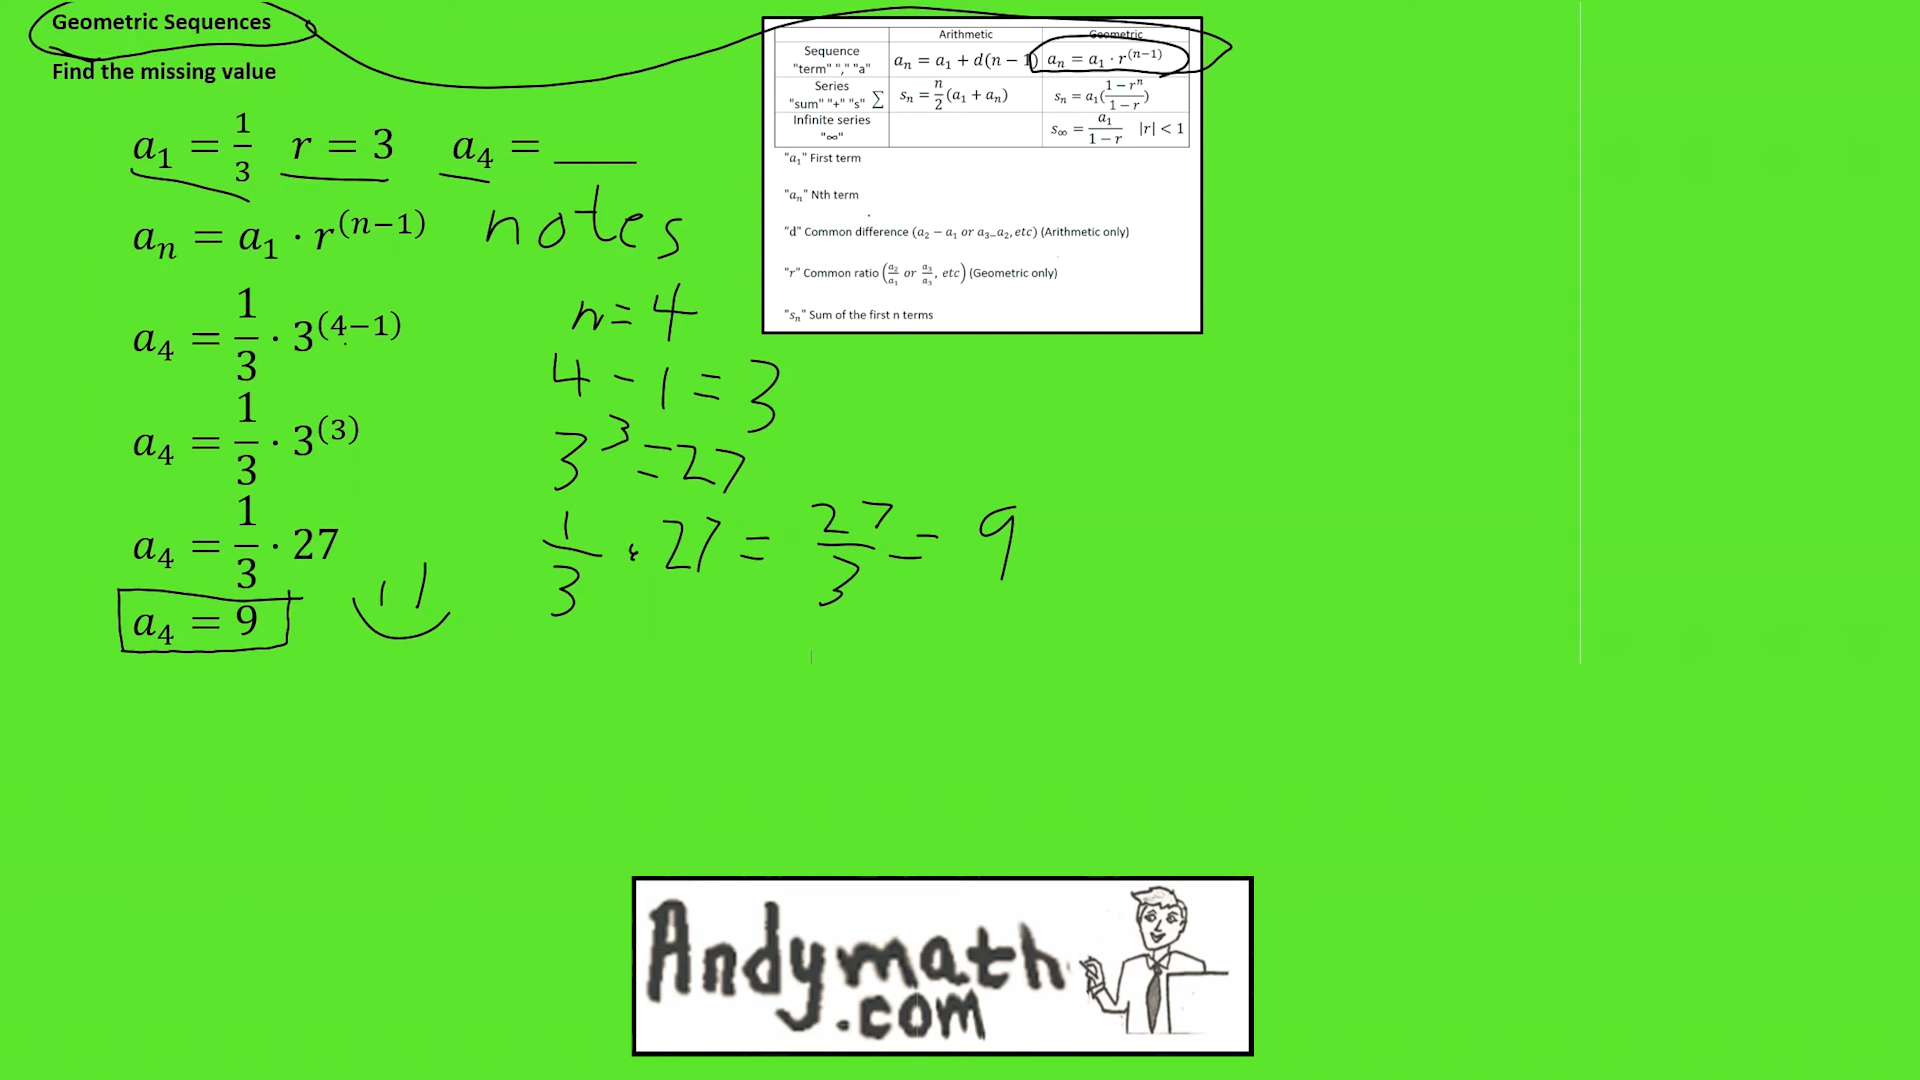 Geometric Sequences
Find the missing value
a₁ = 1/3 r = 3 a₄ = ____
aₙ = a₁ · r⁽ⁿ⁻¹⁾
a₄ = 1/3 · 3⁽⁴⁻¹⁾
a₄ = 1/3 · 3⁽³⁾
a₄ = 1/3 · 27
a₄ = 9
notes
n = 4
4 - 1 = 3
3³ = 27
1/3 · 27 = 27/3 = 9
Arithmetic Geometric
Sequence
"term" "," "a"
aₙ = a₁ + d(n − 1)
aₙ = a₁ · r⁽ⁿ⁻¹⁾
Series
"sum" "+" "s" ∑
sₙ = n/2 (a₁ + aₙ)
sₙ = a₁(1 − rⁿ/1 − r)
Infinite series
"∞"
s∞ = a₁/1 − r |r| < 1
"a₁" First term
"aₙ" Nth term
"d" Common difference (a₂ − a₁ or a₃₋a₂, etc) (Arithmetic only)
"r" Common ratio (a₂/a₁ or a₃/a₃, etc) (Geometric only)
"sₙ" Sum of the first n terms
Andymath
.com